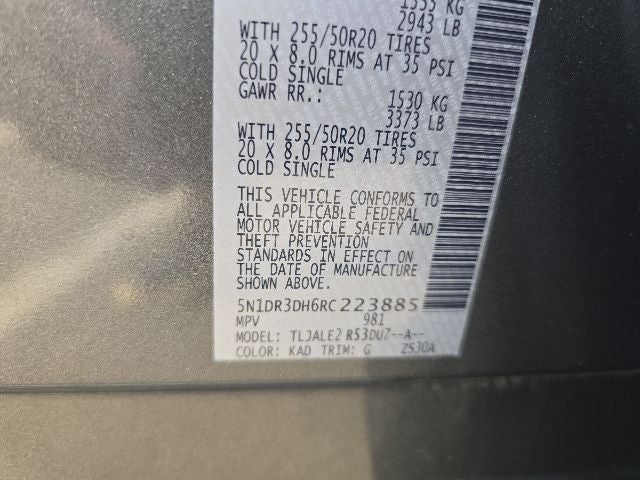 1335 KG
2943 LB
WITH 255/50R20 TIRES
20 X 8.0 RIMS AT 35 PSI
COLD SINGLE
GAWR RR.: 1530 KG
3373 LB
WITH 255/50R20 TIRES
20 X 8.0 RIMS AT 35 PSI
COLD SINGLE
THIS VEHICLE CONFORMS TO
ALL APPLICABLE FEDERAL
MOTOR VEHICLE SAFETY AND
THEFT PREVENTION
STANDARDS IN EFFECT ON
THE DATE OF MANUFACTURE
SHOWN ABOVE.
5N1DR3DH6RC223885
MPV 981
MODEL: TLJALE2 R53DU7--A--
COLOR: KAD TRIM: G ZS30A